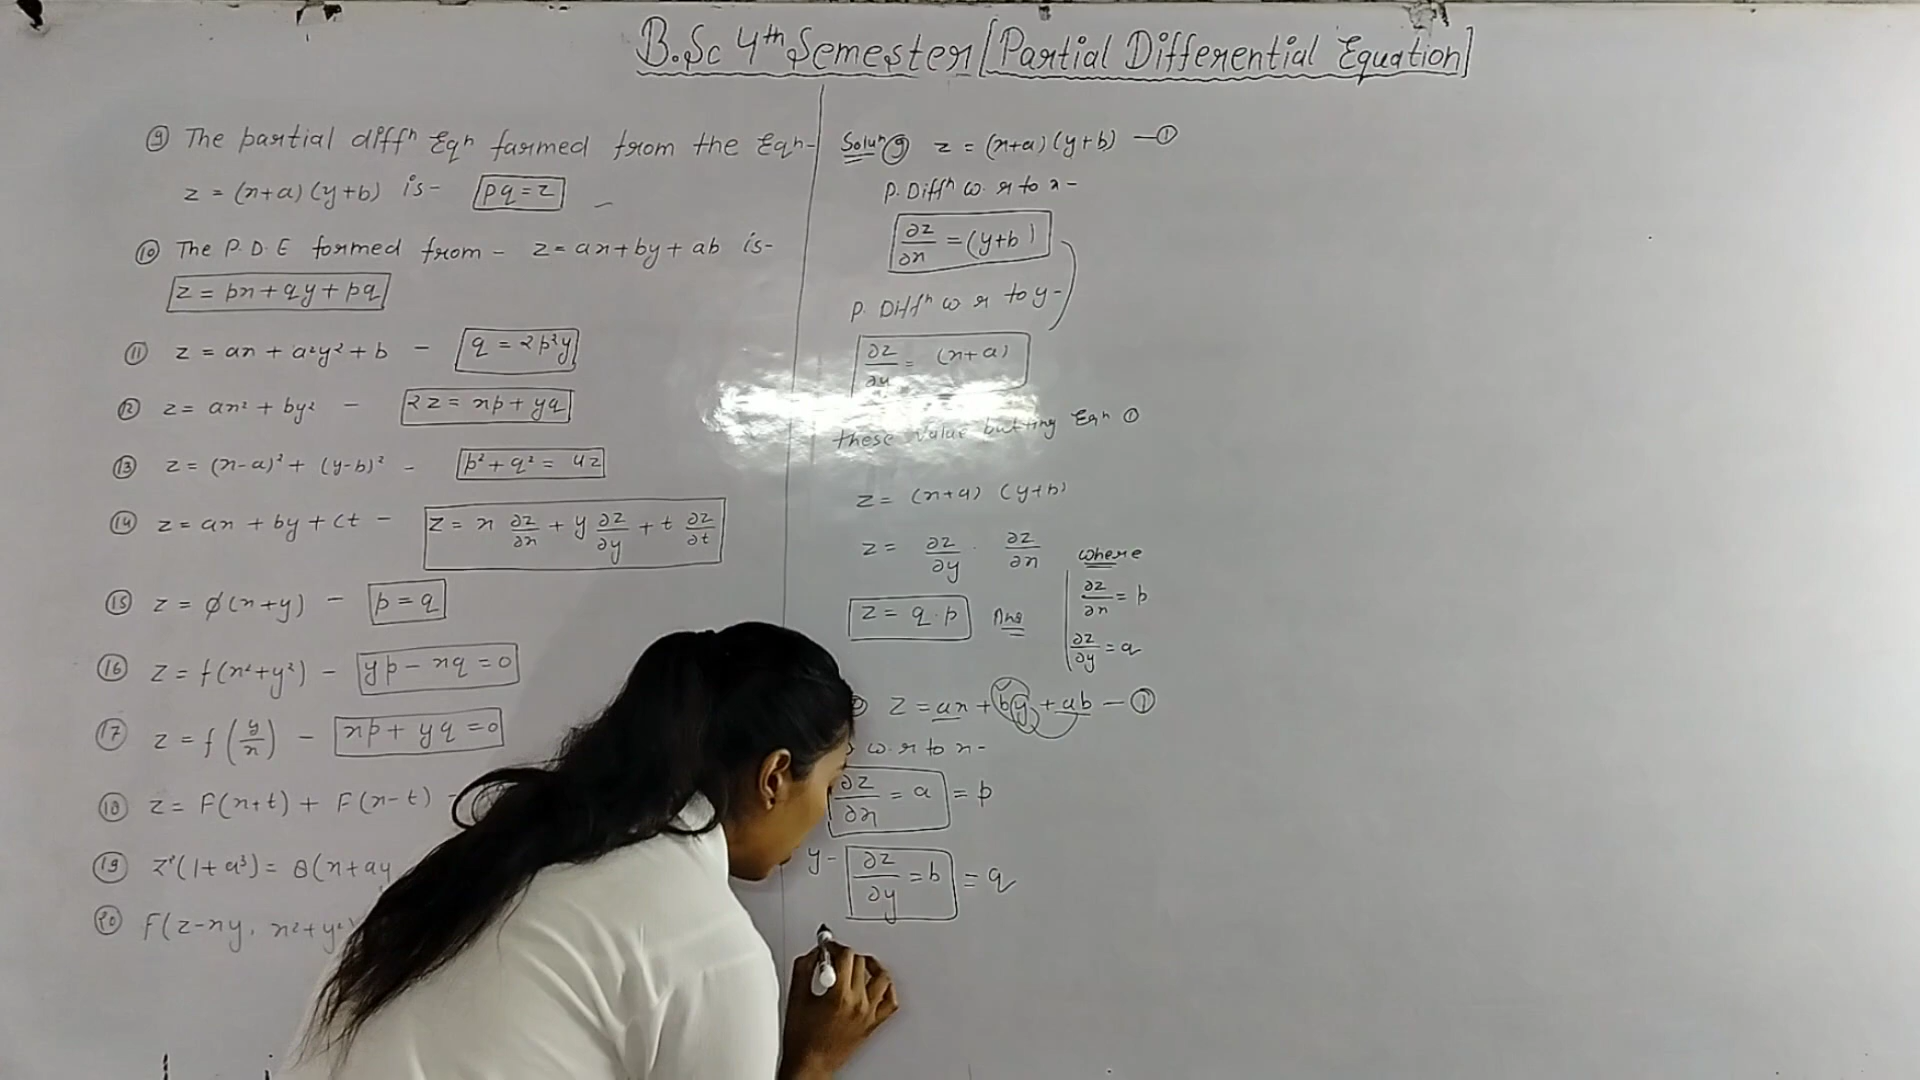 B.Sc 4th Semester [Partial Differential Equation]
⑨ The partial diffⁿ Eqⁿ farmed from the Eqⁿ-
z = (x+a) (y+b) is- pq = z
⑩ The P.D.E formed from - z = ax+by+ab is-
z = px+qy+pq
⑪ z = ax + a²y² + b - q = 2p²y
⑫ z = ax² + by² - 2z = xp + yq
⑬ z = (x-a)² + (y-b)² - p² + q² = 4z
⑭ z = ax + by + ct - z = x ∂z/∂x + y ∂z/∂y + t ∂z/∂t
⑮ z = φ(x+y) - p = q
⑯ z = f(x²+y²) - yp - xq = 0
⑰ z = f(y/x) - xp + yq = 0
⑱ z = F(x+t) + F(x-t) -
⑲ (1+a³) = 8(x+ay
⑳ F(z-xy, x²+y²)
Soluⁿ ⑨ z = (x+a) (y+b) —①
P. Diffⁿ w. r to x -
∂z/∂x = (y+b)
P. Diffⁿ w r to y -
∂z/∂y = (x+a)
these value butting Eqⁿ ①
z = (x+a) (y+b)
z = ∂z/∂y . ∂z/∂x
where
∂z/∂x = p
z = q.p Ans
∂z/∂y = q
z = ax + by + ab —①
w.r to x -
∂z/∂x = a = p
y - ∂z/∂y = b = q